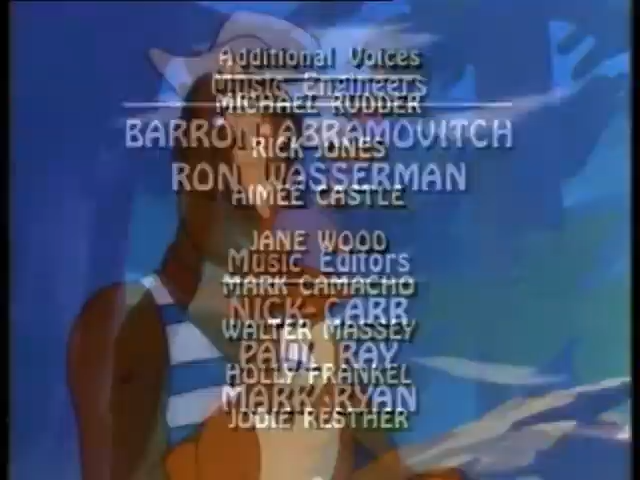 Additional Voices
Music Engineers
MICHAEL RUDDER
BARRON ABRAMOVITCH
RICK JONES
RON WASSERMAN
AIMEE CASTLE
JANE WOOD
Music Editors
MARK CAMACHO
NICK CARR
WALTER MASSEY
PAUL RAY
HOLLY FRANKEL
MARK RYAN
JODIE RESTHER